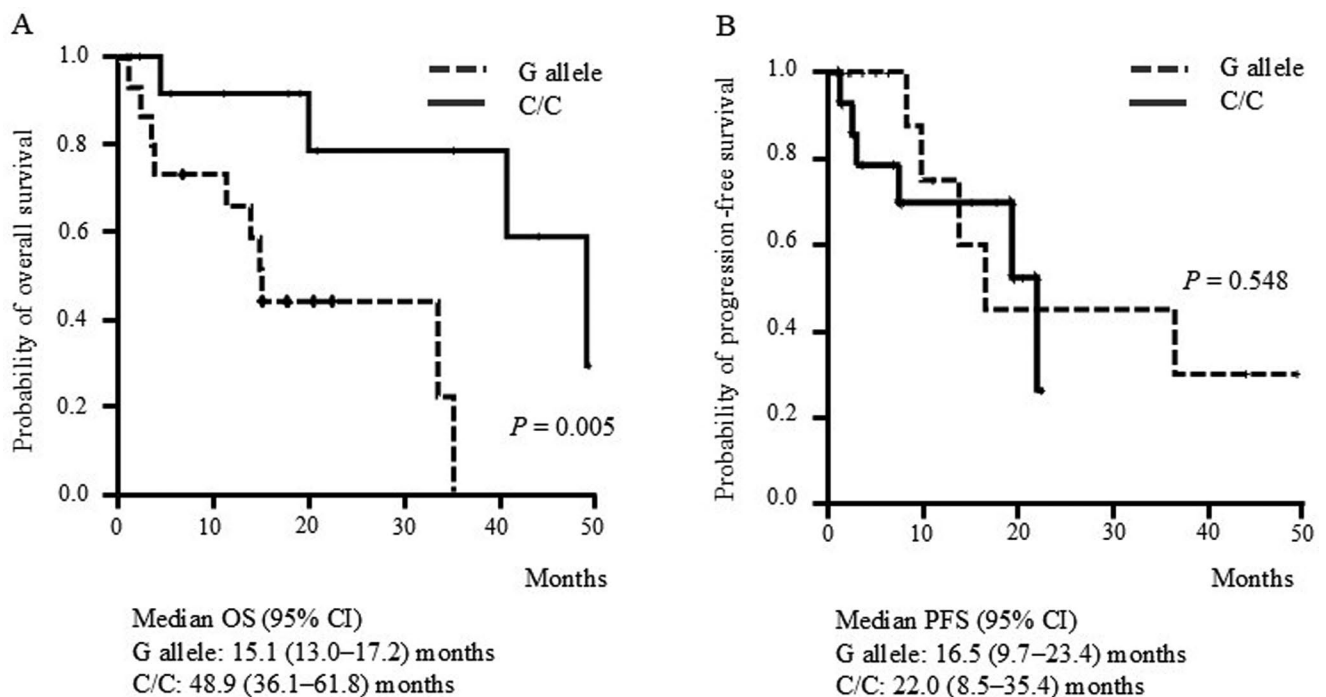 A
Probability of overall survival
1.0
0.8
0.6
0.4
0.2
0.0
0
10
20
30
40
50
G allele
C/C
P = 0.005
Months
Median OS (95% CI)
G allele: 15.1 (13.0–17.2) months
C/C: 48.9 (36.1–61.8) months
B
Probability of progression-free survival
1.0
0.8
0.6
0.4
0.2
0.0
0
10
20
30
40
50
G allele
C/C
P = 0.548
Months
Median PFS (95% CI)
G allele: 16.5 (9.7–23.4) months
C/C: 22.0 (8.5–35.4) months